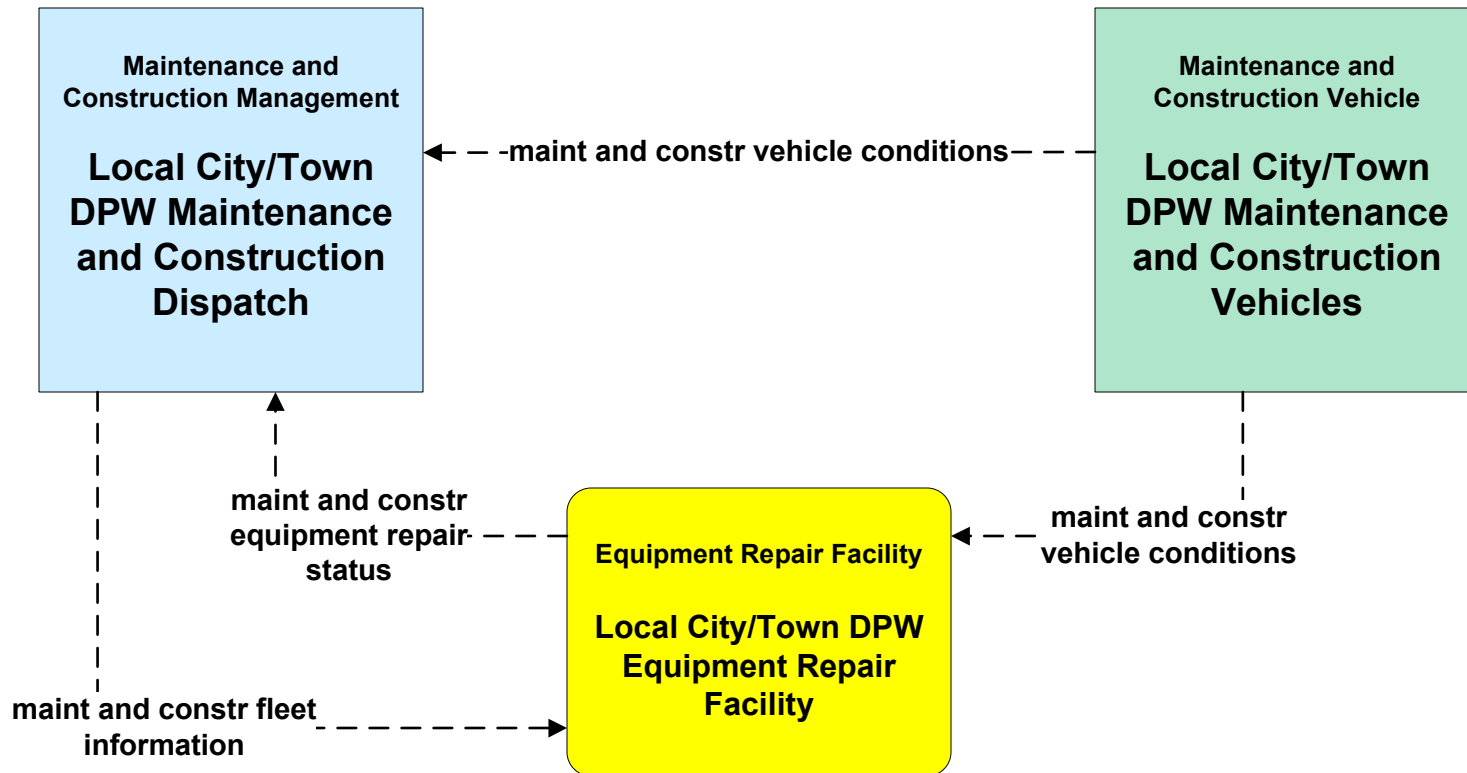 Maintenance and
Construction Management
Local City/Town
DPW Maintenance
and Construction
Dispatch
maint and constr vehicle conditions
Maintenance and
Construction Vehicle
Local City/Town
DPW Maintenance
and Construction
Vehicles
maint and constr
equipment repair
status
Equipment Repair Facility
Local City/Town DPW
Equipment Repair
Facility
maint and constr
vehicle conditions
maint and constr fleet
information